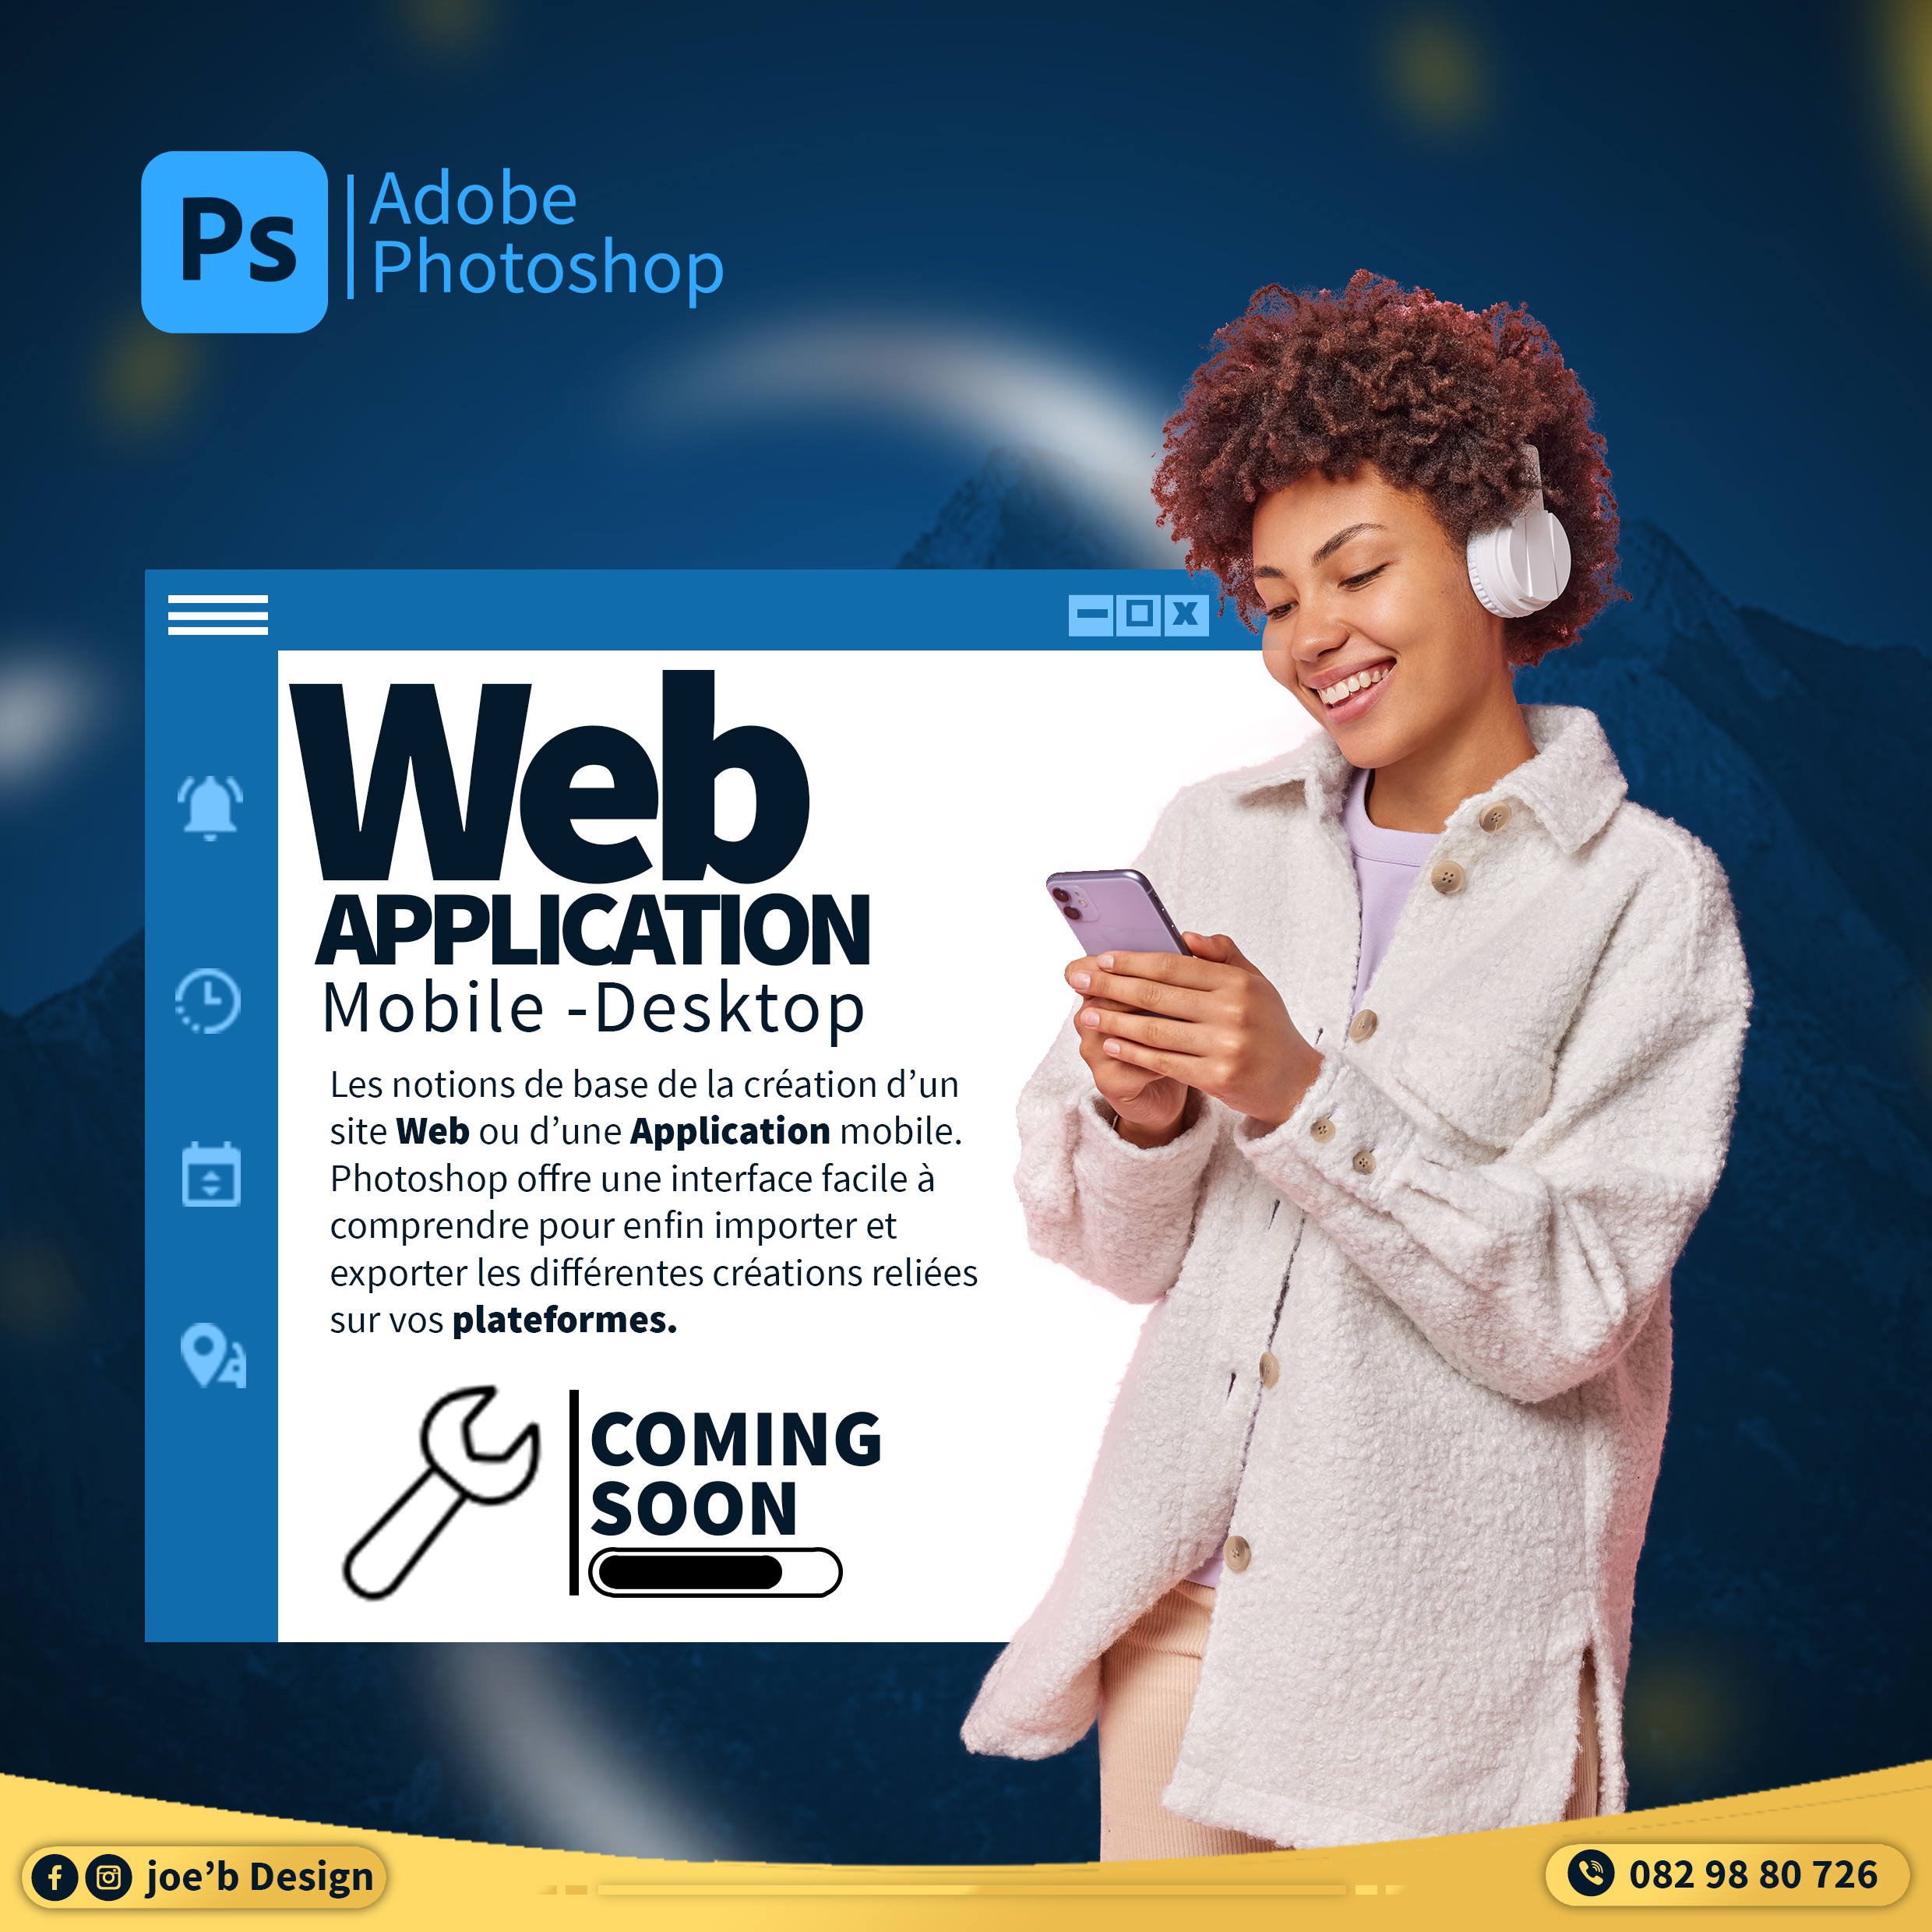 Ps
Adobe
Photoshop
X
Web
APPLICATION
Mobile -Desktop
Les notions de base de la création d’un
site Web ou d’une Application mobile.
Photoshop offre une interface facile à
comprendre pour enfin importer et
exporter les différentes créations reliées
sur vos plateformes.
COMING
SOON
joe’b Design
082 98 80 726